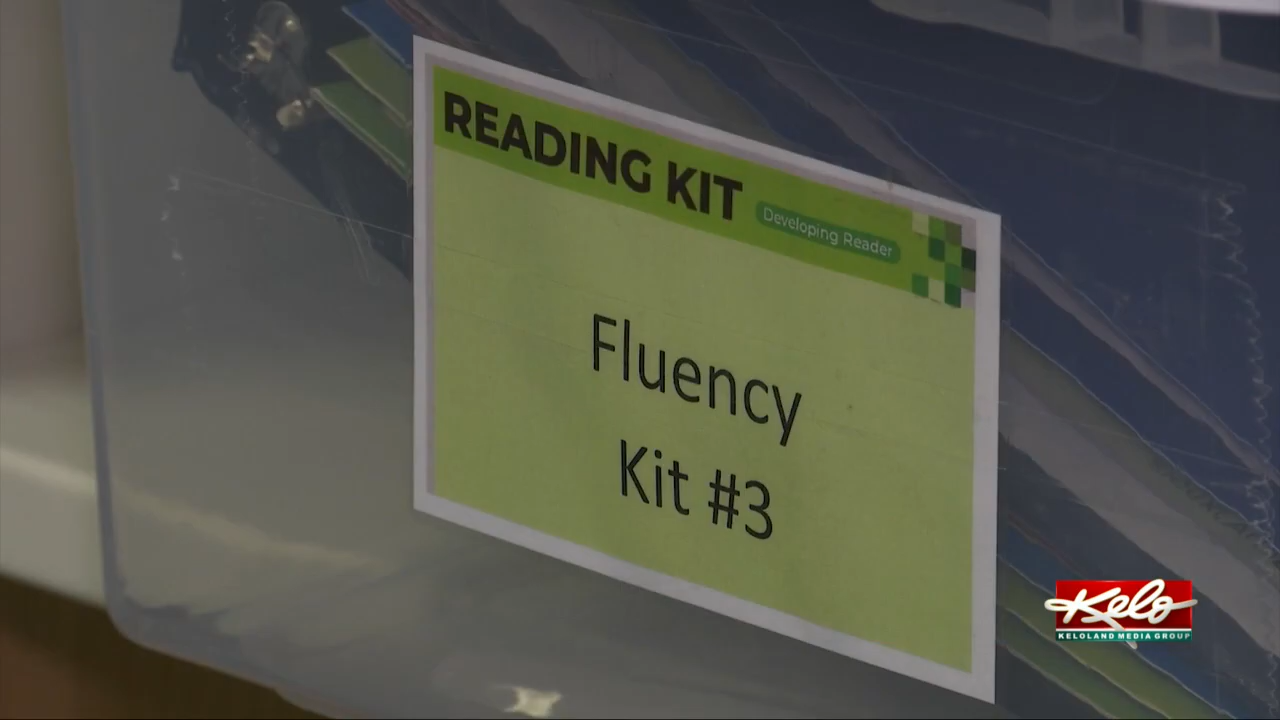 READING KIT Developing Reader
Fluency
Kit #3
Kelo
KELOLAND MEDIA GROUP